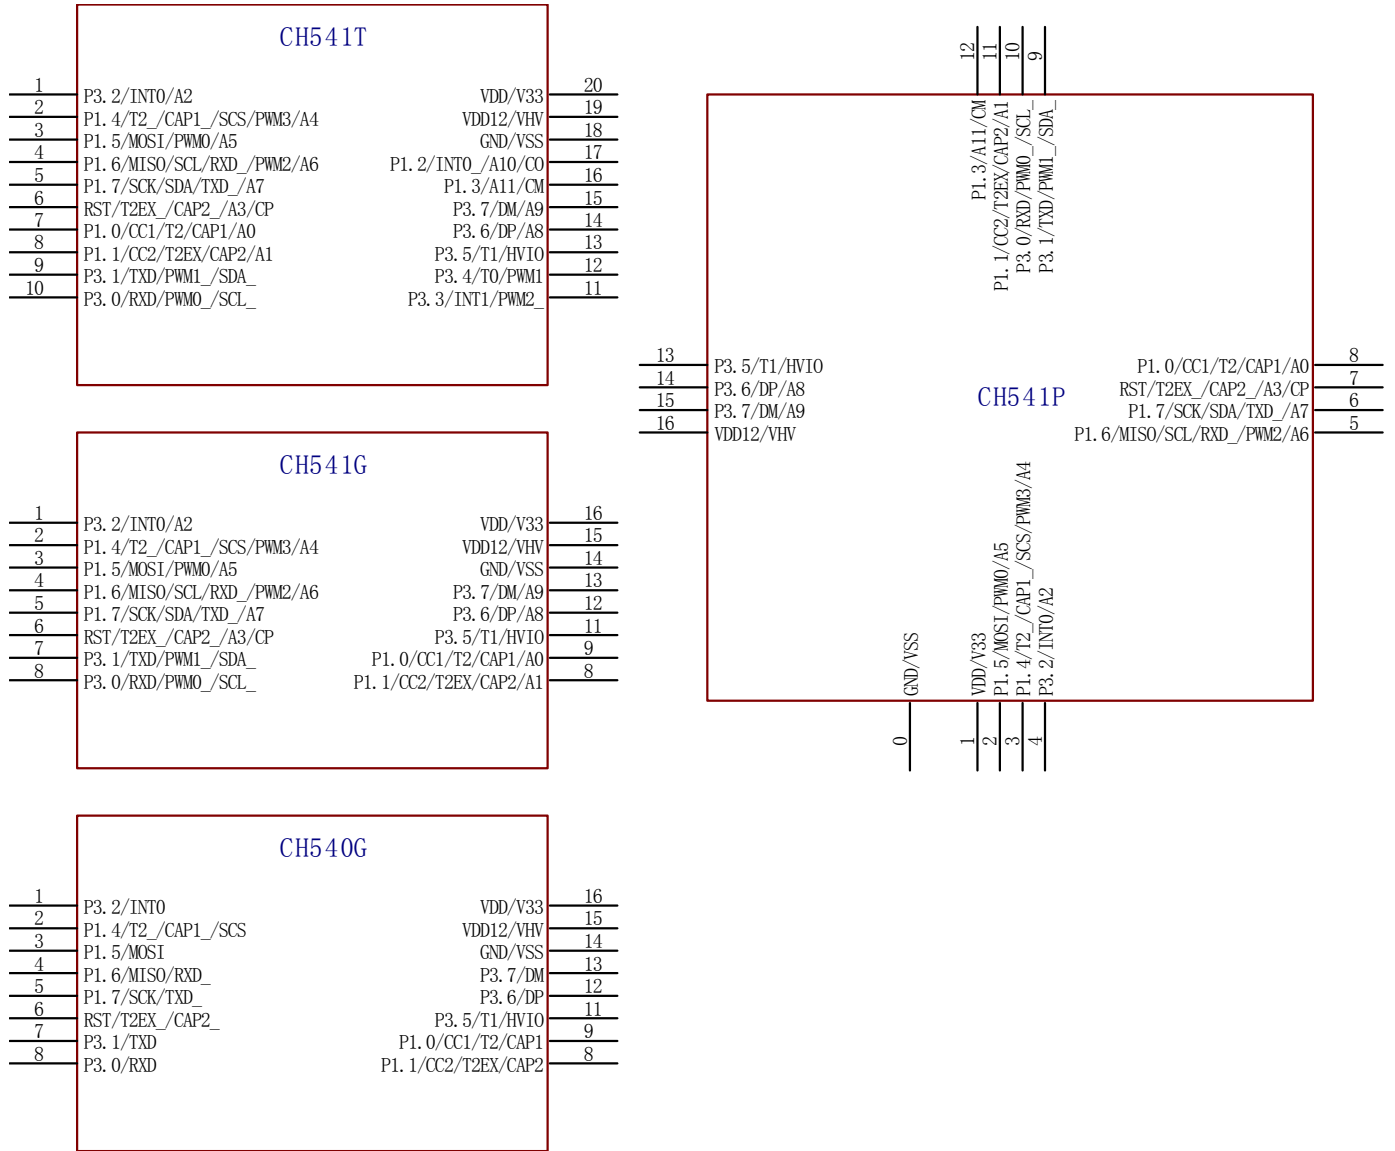 CH541T
1 P3.2/INT0/A2 VDD/V33 20
2 P1.4/T2_/CAP1_/SCS/PWM3/A4 VDD12/VHV 19
3 P1.5/MOSI/PWM0/A5 GND/VSS 18
4 P1.6/MISO/SCL/RXD_/PWM2/A6 P1.2/INT0_/A10/CO 17
5 P1.7/SCK/SDA/TXD_/A7 P1.3/A11/CM 16
6 RST/T2EX_/CAP2_/A3/CP P3.7/DM/A9 15
7 P1.0/CC1/T2/CAP1/A0 P3.6/DP/A8 14
8 P1.1/CC2/T2EX/CAP2/A1 P3.5/T1/HVIO 13
9 P3.1/TXD/PWM1_/SDA_ P3.4/T0/PWM1 12
10 P3.0/RXD/PWM0_/SCL_ P3.3/INT1/PWM2_ 11
CH541G
1 P3.2/INT0/A2 VDD/V33 16
2 P1.4/T2_/CAP1_/SCS/PWM3/A4 VDD12/VHV 15
3 P1.5/MOSI/PWM0/A5 GND/VSS 14
4 P1.6/MISO/SCL/RXD_/PWM2/A6 P3.7/DM/A9 13
5 P1.7/SCK/SDA/TXD_/A7 P3.6/DP/A8 12
6 RST/T2EX_/CAP2_/A3/CP P3.5/T1/HVIO 11
7 P3.1/TXD/PWM1_/SDA_ P1.0/CC1/T2/CAP1/A0 9
8 P3.0/RXD/PWM0_/SCL_ P1.1/CC2/T2EX/CAP2/A1 8
CH540G
1 P3.2/INT0 VDD/V33 16
2 P1.4/T2_/CAP1_/SCS VDD12/VHV 15
3 P1.5/MOSI GND/VSS 14
4 P1.6/MISO/RXD_ P3.7/DM 13
5 P1.7/SCK/TXD_ P3.6/DP 12
6 RST/T2EX_/CAP2_ P3.5/T1/HVIO 11
7 P3.1/TXD P1.0/CC1/T2/CAP1 9
8 P3.0/RXD P1.1/CC2/T2EX/CAP2 8
12 P1.3/A11/CM
11 P1.1/CC2/T2EX/CAP2/A1
10 P3.0/RXD/PWM0_/SCL_
9 P3.1/TXD/PWM1_/SDA_
CH541P
13 P3.5/T1/HVIO P1.0/CC1/T2/CAP1/A0 8
14 P3.6/DP/A8 RST/T2EX_/CAP2_/A3/CP 7
15 P3.7/DM/A9 P1.7/SCK/SDA/TXD_/A7 6
16 VDD12/VHV P1.6/MISO/SCL/RXD_/PWM2/A6 5
0 GND/VSS
1 VDD/V33
2 P1.5/MOSI/PWM0/A5
3 P1.4/T2_/CAP1_/SCS/PWM3/A4
4 P3.2/INT0/A2